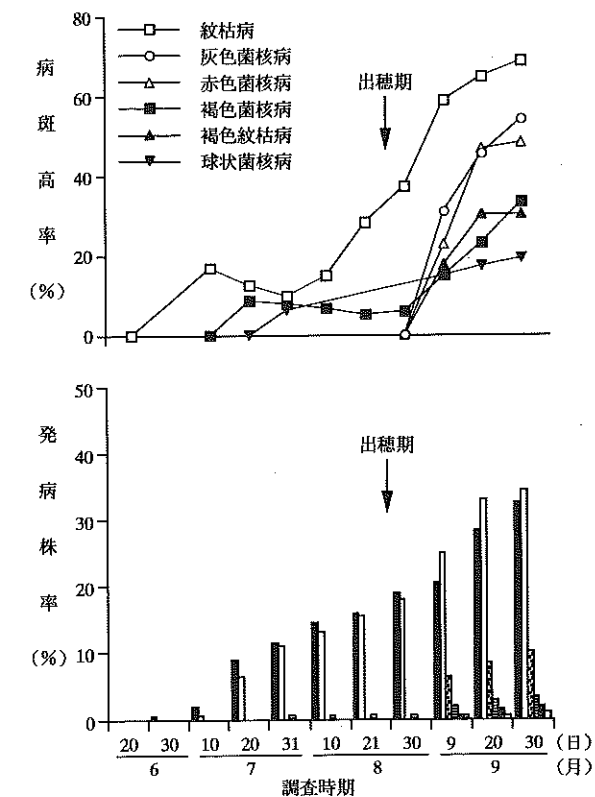 80
60
40
20
0
病斑高率
(%)
紋枯病
灰色菌核病
赤色菌核病
褐色菌核病
褐色紋枯病
球状菌核病
出穂期
50
40
30
20
10
0
発病株率
(%)
出穂期
20 30 10 20 31 10 21 30 9 20 30 (日)
6 7 8 9 (月)
調査時期